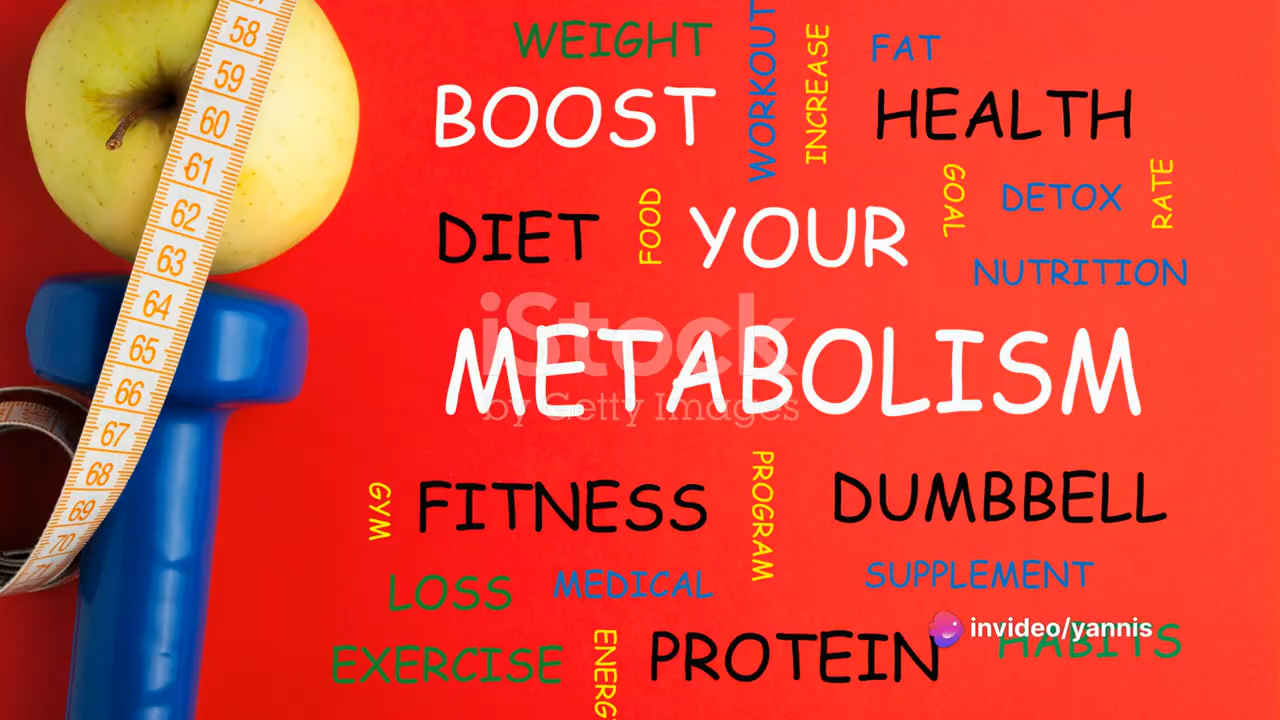 WEIGHT
WORKOUT
INCREASE
FAT
BOOST
HEALTH
GOAL
DETOX
RATE
DIET
FOOD
YOUR
NUTRITION
iStock
METABOLISM
by Getty Images
GYM
FITNESS
PROGRAM
DUMBBELL
LOSS
MEDICAL
SUPPLEMENT
invideo/yannis
HABITS
EXERCISE
ENERGY
PROTEIN
58
59
60
61
62
63
64
65
66
67
68
69
70